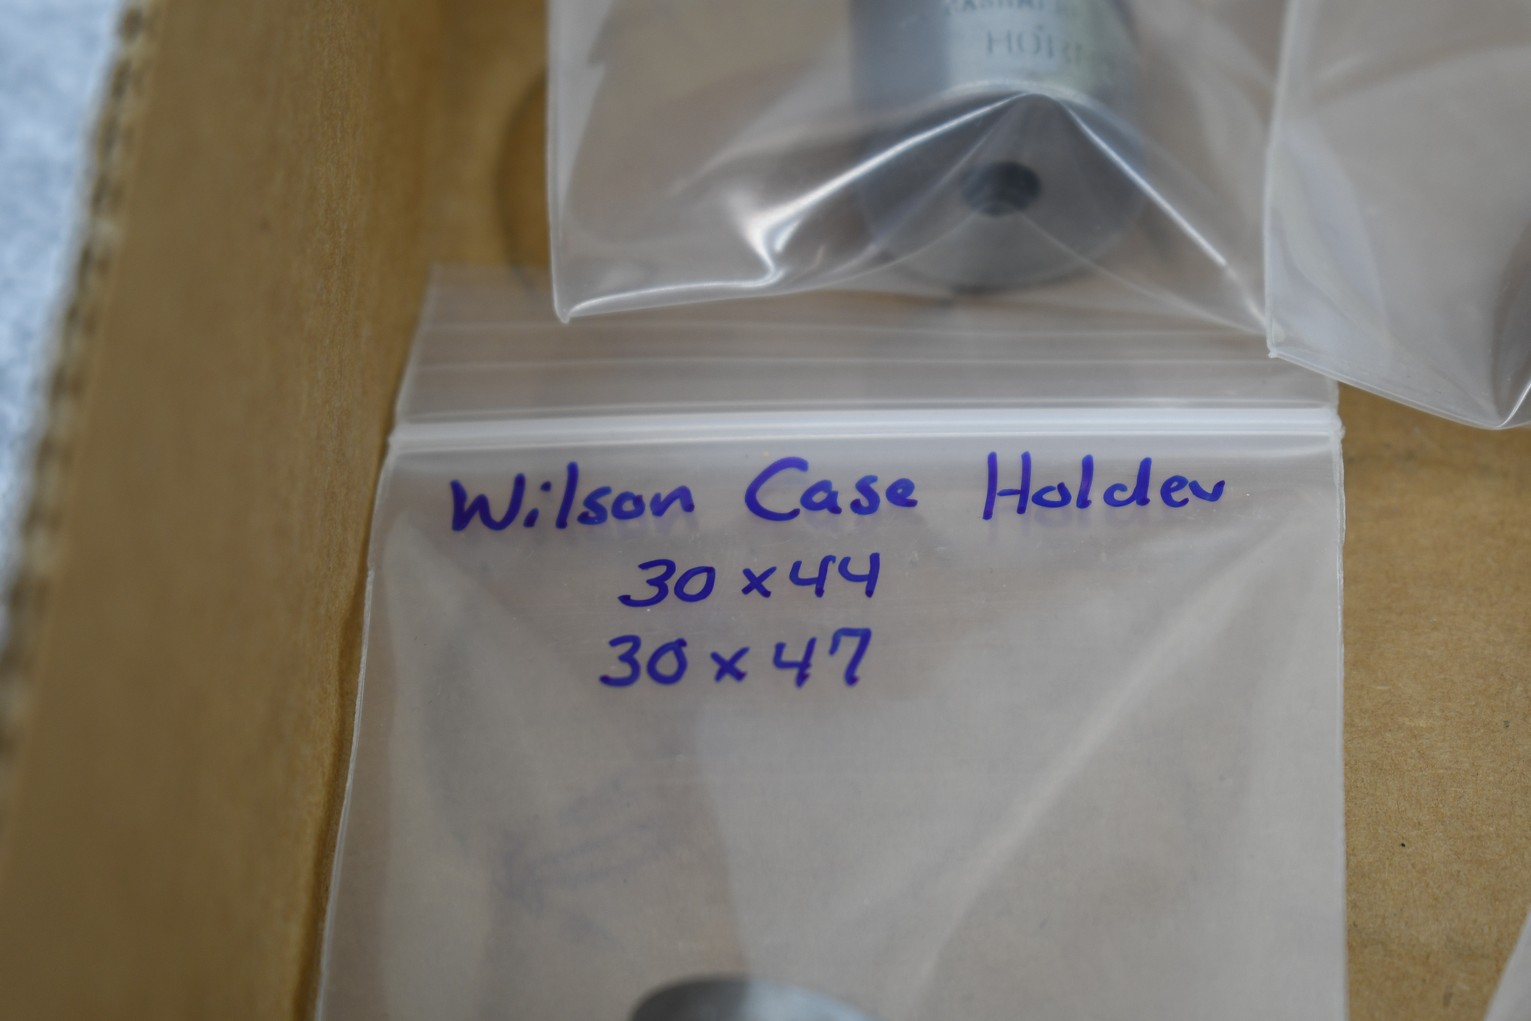 Wilson Case Holder
30 x 44
30 x 47